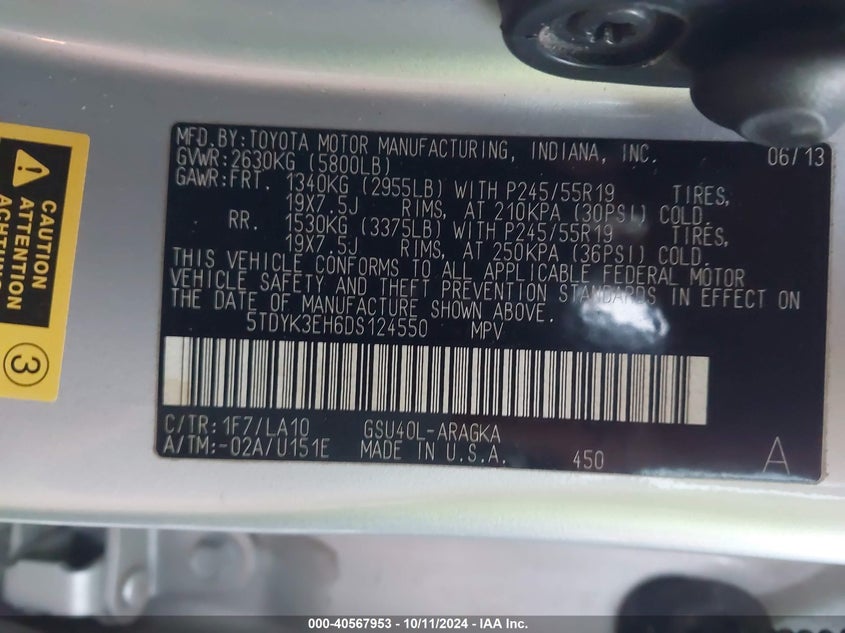 MFD.BY:TOYOTA MOTOR MANUFACTURING, INDIANA, INC. 06/13
GVWR:2630KG (5800LB)
GAWR:FRT. 1340KG (2955LB) WITH P245/55R19 TIRES,
19X7.5J RIMS, AT 210KPA (30PSI) COLD.
RR. 1530KG (3375LB) WITH P245/55R19 TIRES,
19X7.5J RIMS, AT 250KPA (36PSI) COLD.
THIS VEHICLE CONFORMS TO ALL APPLICABLE FEDERAL MOTOR
VEHICLE SAFETY AND THEFT PREVENTION STANDARDS IN EFFECT ON
THE DATE OF MANUFACTURE SHOWN ABOVE.
5TDYK3EH6DS124550 MPV
C/TR:1F7/LA10 GSU40L-ARAGKA
A/TM:-02A/U151E MADE IN U.S.A. 450 A
CAUTION
ATTENTION
ACHTUNG
3
000-40567953 - 10/11/2024 - IAA Inc.